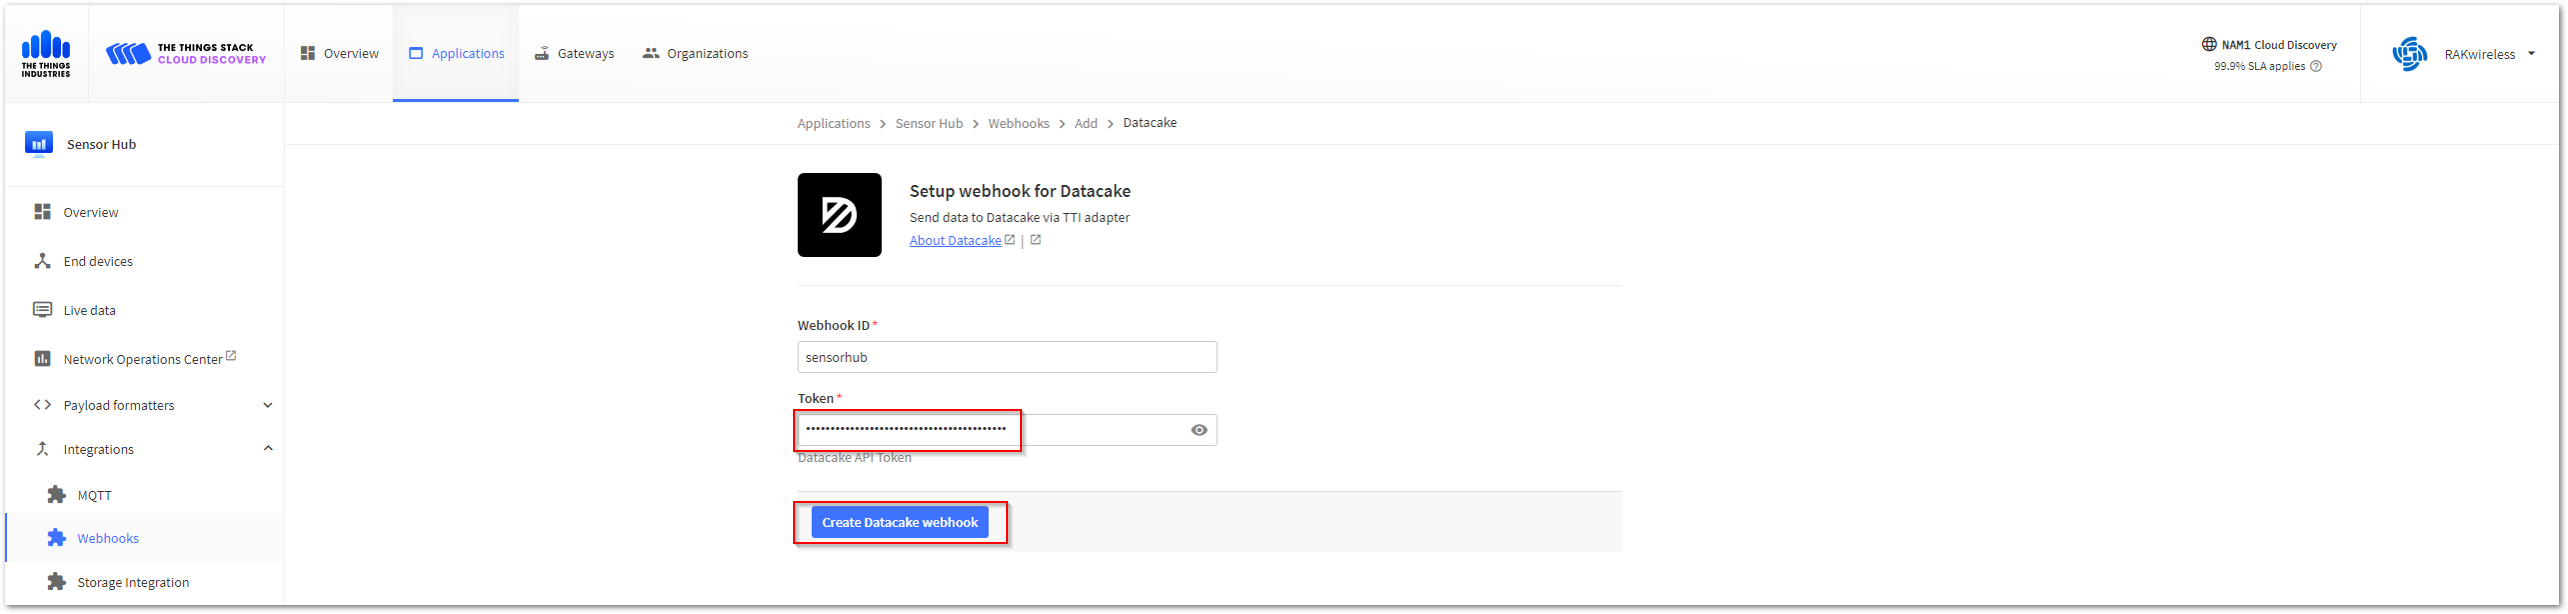 THE THINGS
INDUSTRIES
THE THINGS STACK
CLOUD DISCOVERY
Overview
Applications
Gateways
Organizations
NAM1 Cloud Discovery
99.9% SLA applies
RAKwireless
Sensor Hub
Overview
End devices
Live data
Network Operations Center
Payload formatters
Integrations
MQTT
Webhooks
Storage Integration
Applications > Sensor Hub > Webhooks > Add > Datacake
Setup webhook for Datacake
Send data to Datacake via TTI adapter
About Datacake |
Webhook ID *
sensorhub
Token *
Datacake API Token
Create Datacake webhook